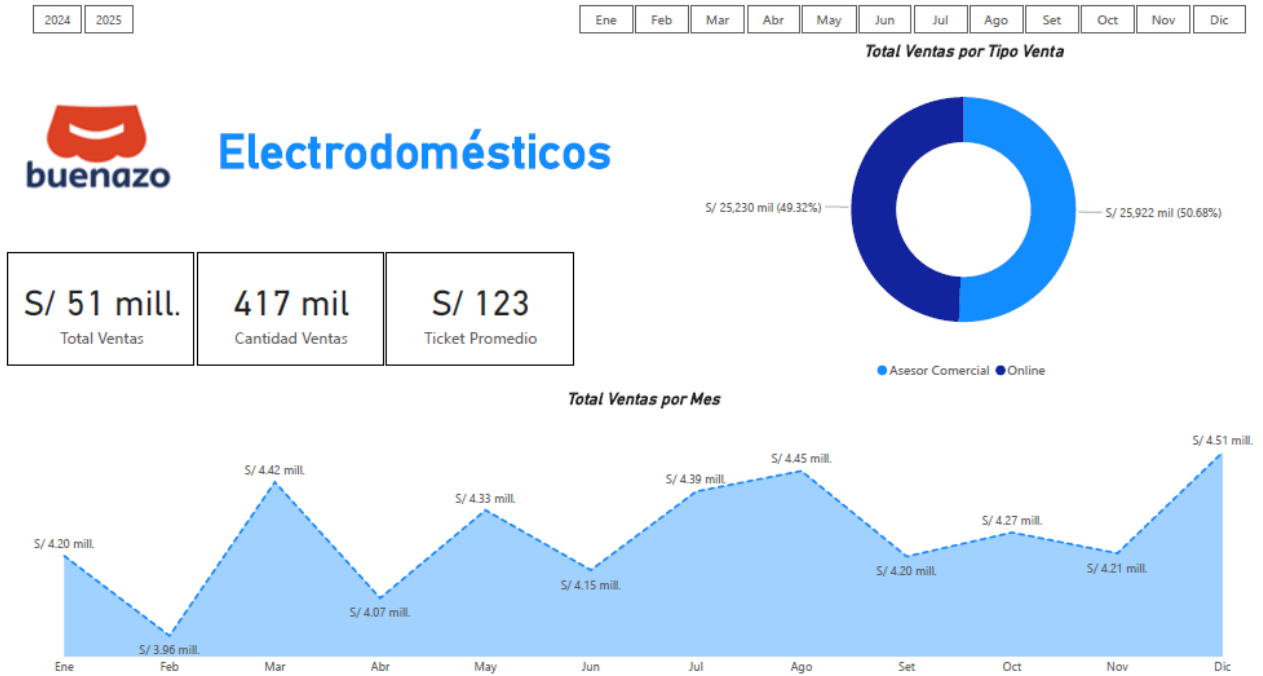 2024 2025 Ene Feb Mar Abr May Jun Jul Ago Set Oct Nov Dic
Total Ventas por Tipo Venta
buenazo
Electrodomésticos
S/ 25,230 mil (49.32%)
S/ 25,922 mil (50.68%)
Asesor Comercial Online
S/ 51 mill.
Total Ventas
417 mil
Cantidad Ventas
S/ 123
Ticket Promedio
Total Ventas por Mes
S/ 4.20 mill.
S/ 3.96 mill.
S/ 4.42 mill.
S/ 4.07 mill.
S/ 4.33 mill.
S/ 4.15 mill.
S/ 4.39 mill.
S/ 4.45 mill.
S/ 4.20 mill.
S/ 4.27 mill.
S/ 4.21 mill.
S/ 4.51 mill.
Ene Feb Mar Abr May Jun Jul Ago Set Oct Nov Dic